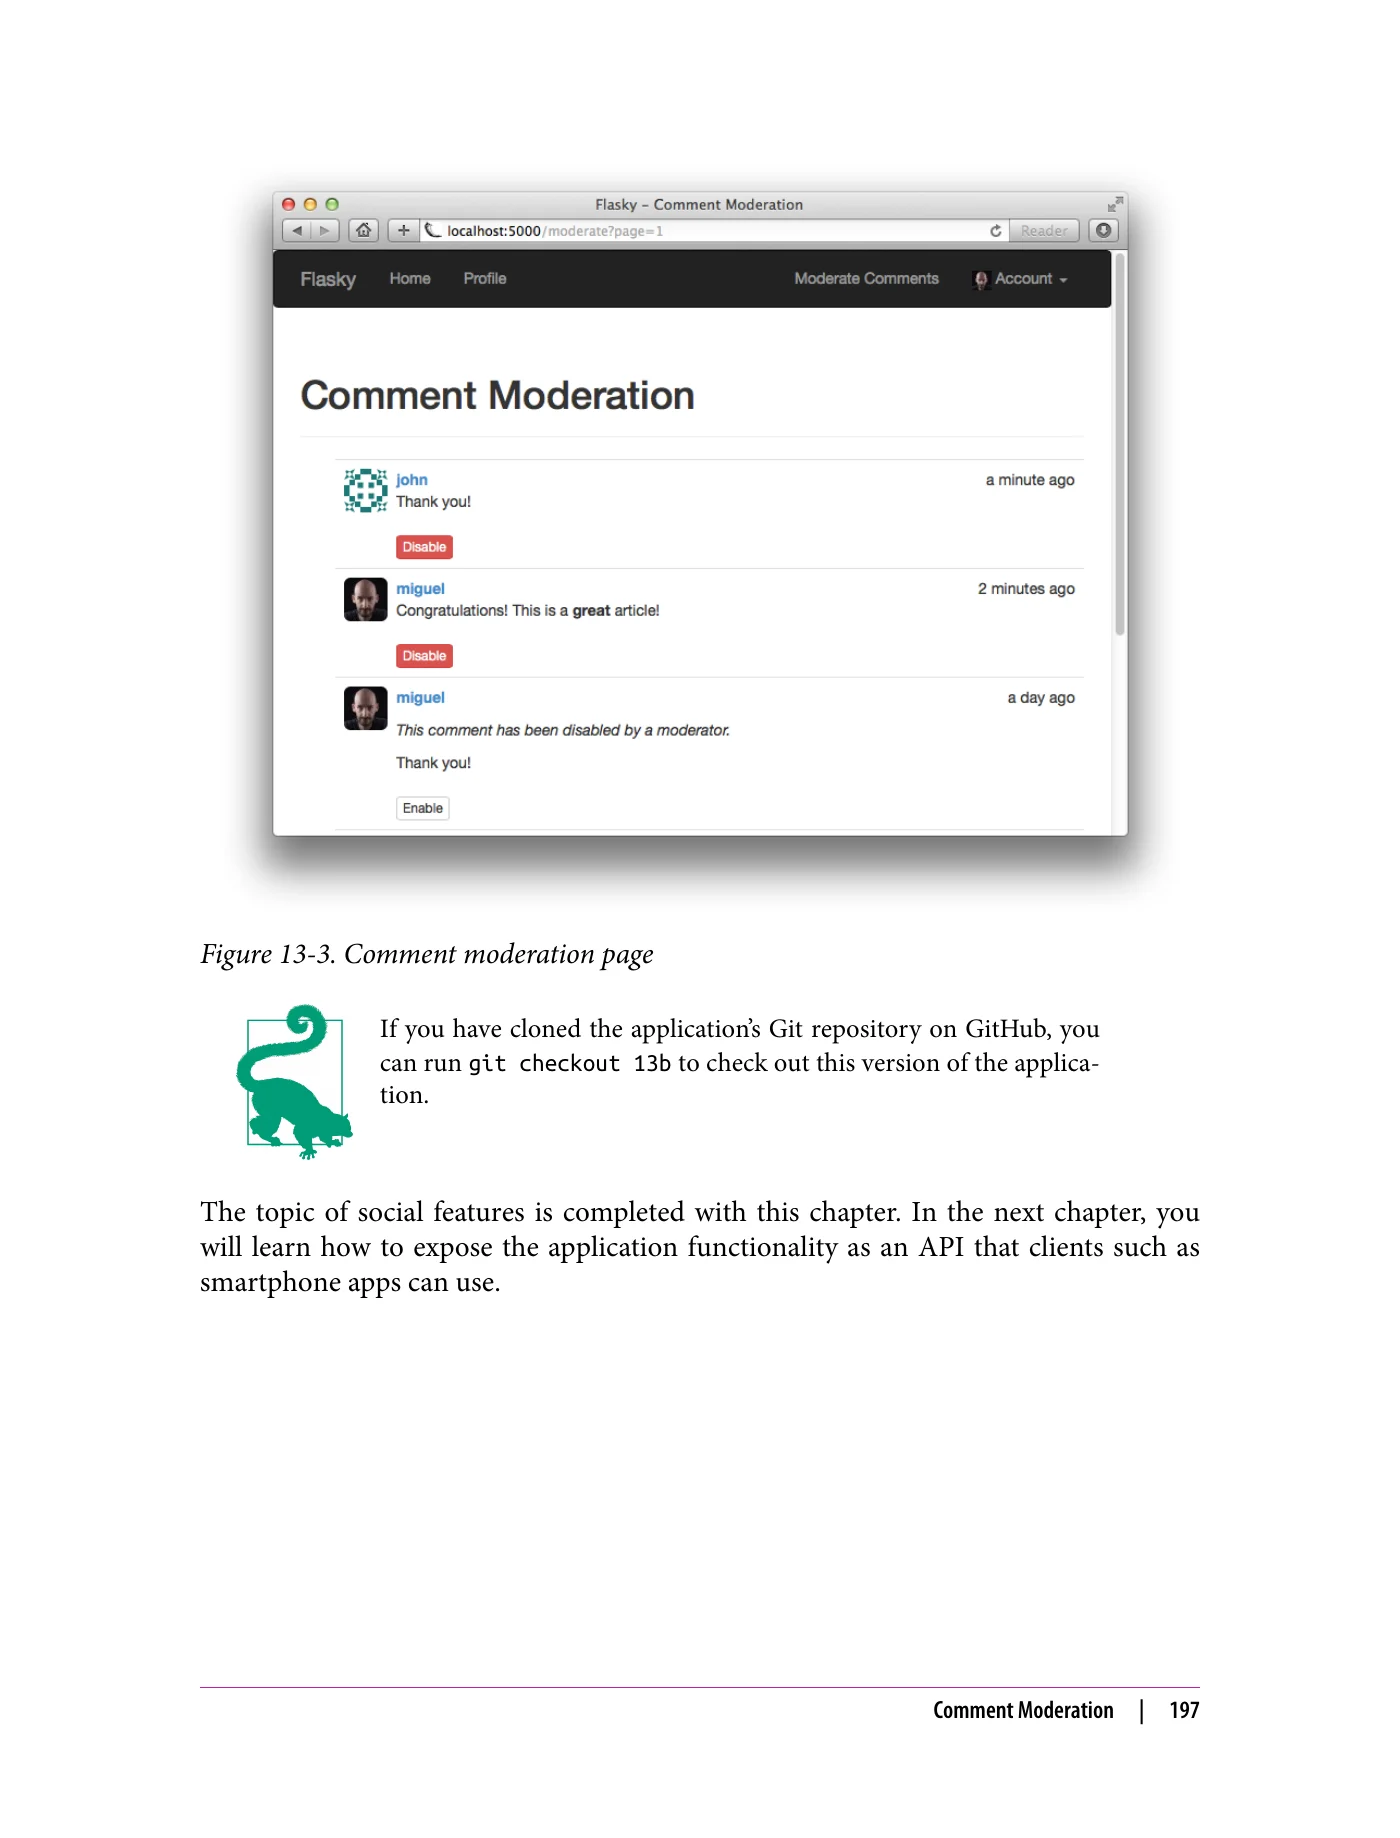 Flasky – Comment Moderation
localhost:5000/moderate?page=1
Reader
Flasky Home Profile Moderate Comments Account
Comment Moderation
john a minute ago
Thank you!
Disable
miguel 2 minutes ago
Congratulations! This is a great article!
Disable
miguel a day ago
This comment has been disabled by a moderator.
Thank you!
Enable
Figure 13-3. Comment moderation page
If you have cloned the application’s Git repository on GitHub, you
can run git checkout 13b to check out this version of the applica-
tion.
The topic of social features is completed with this chapter. In the next chapter, you
will learn how to expose the application functionality as an API that clients such as
smartphone apps can use.
Comment Moderation | 197